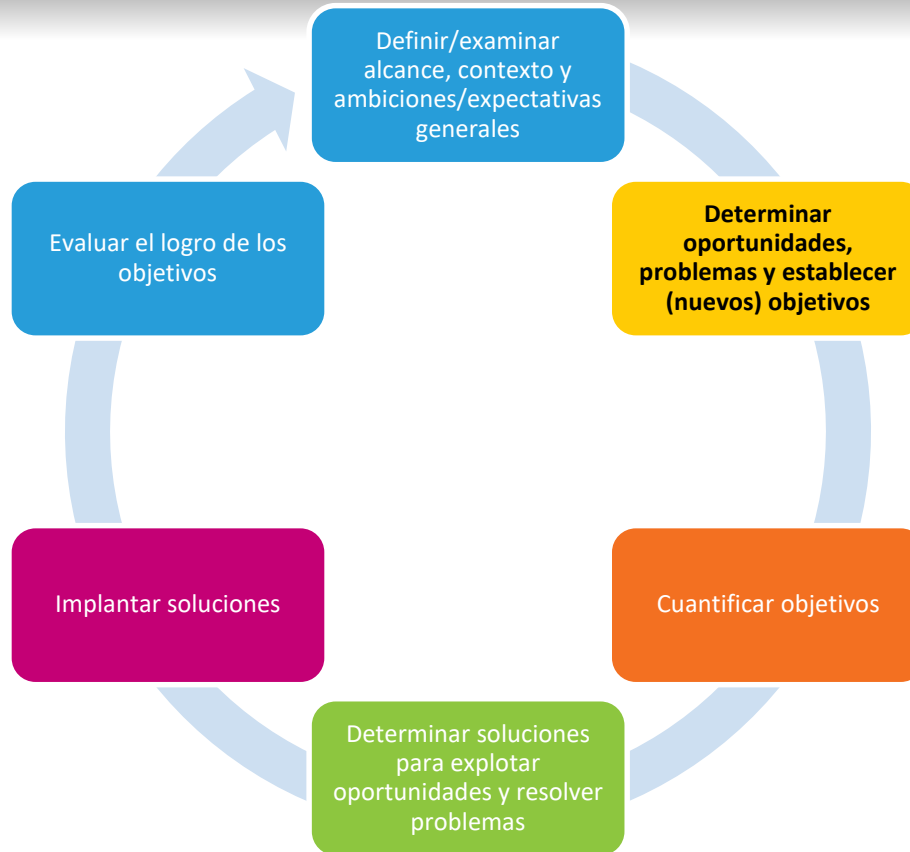 Definir/examinar
alcance, contexto y
ambiciones/expectativas
generales
Determinar
oportunidades,
problemas y establecer
(nuevos) objetivos
Cuantificar objetivos
Determinar soluciones
para explotar
oportunidades y resolver
problemas
Implantar soluciones
Evaluar el logro de los
objetivos